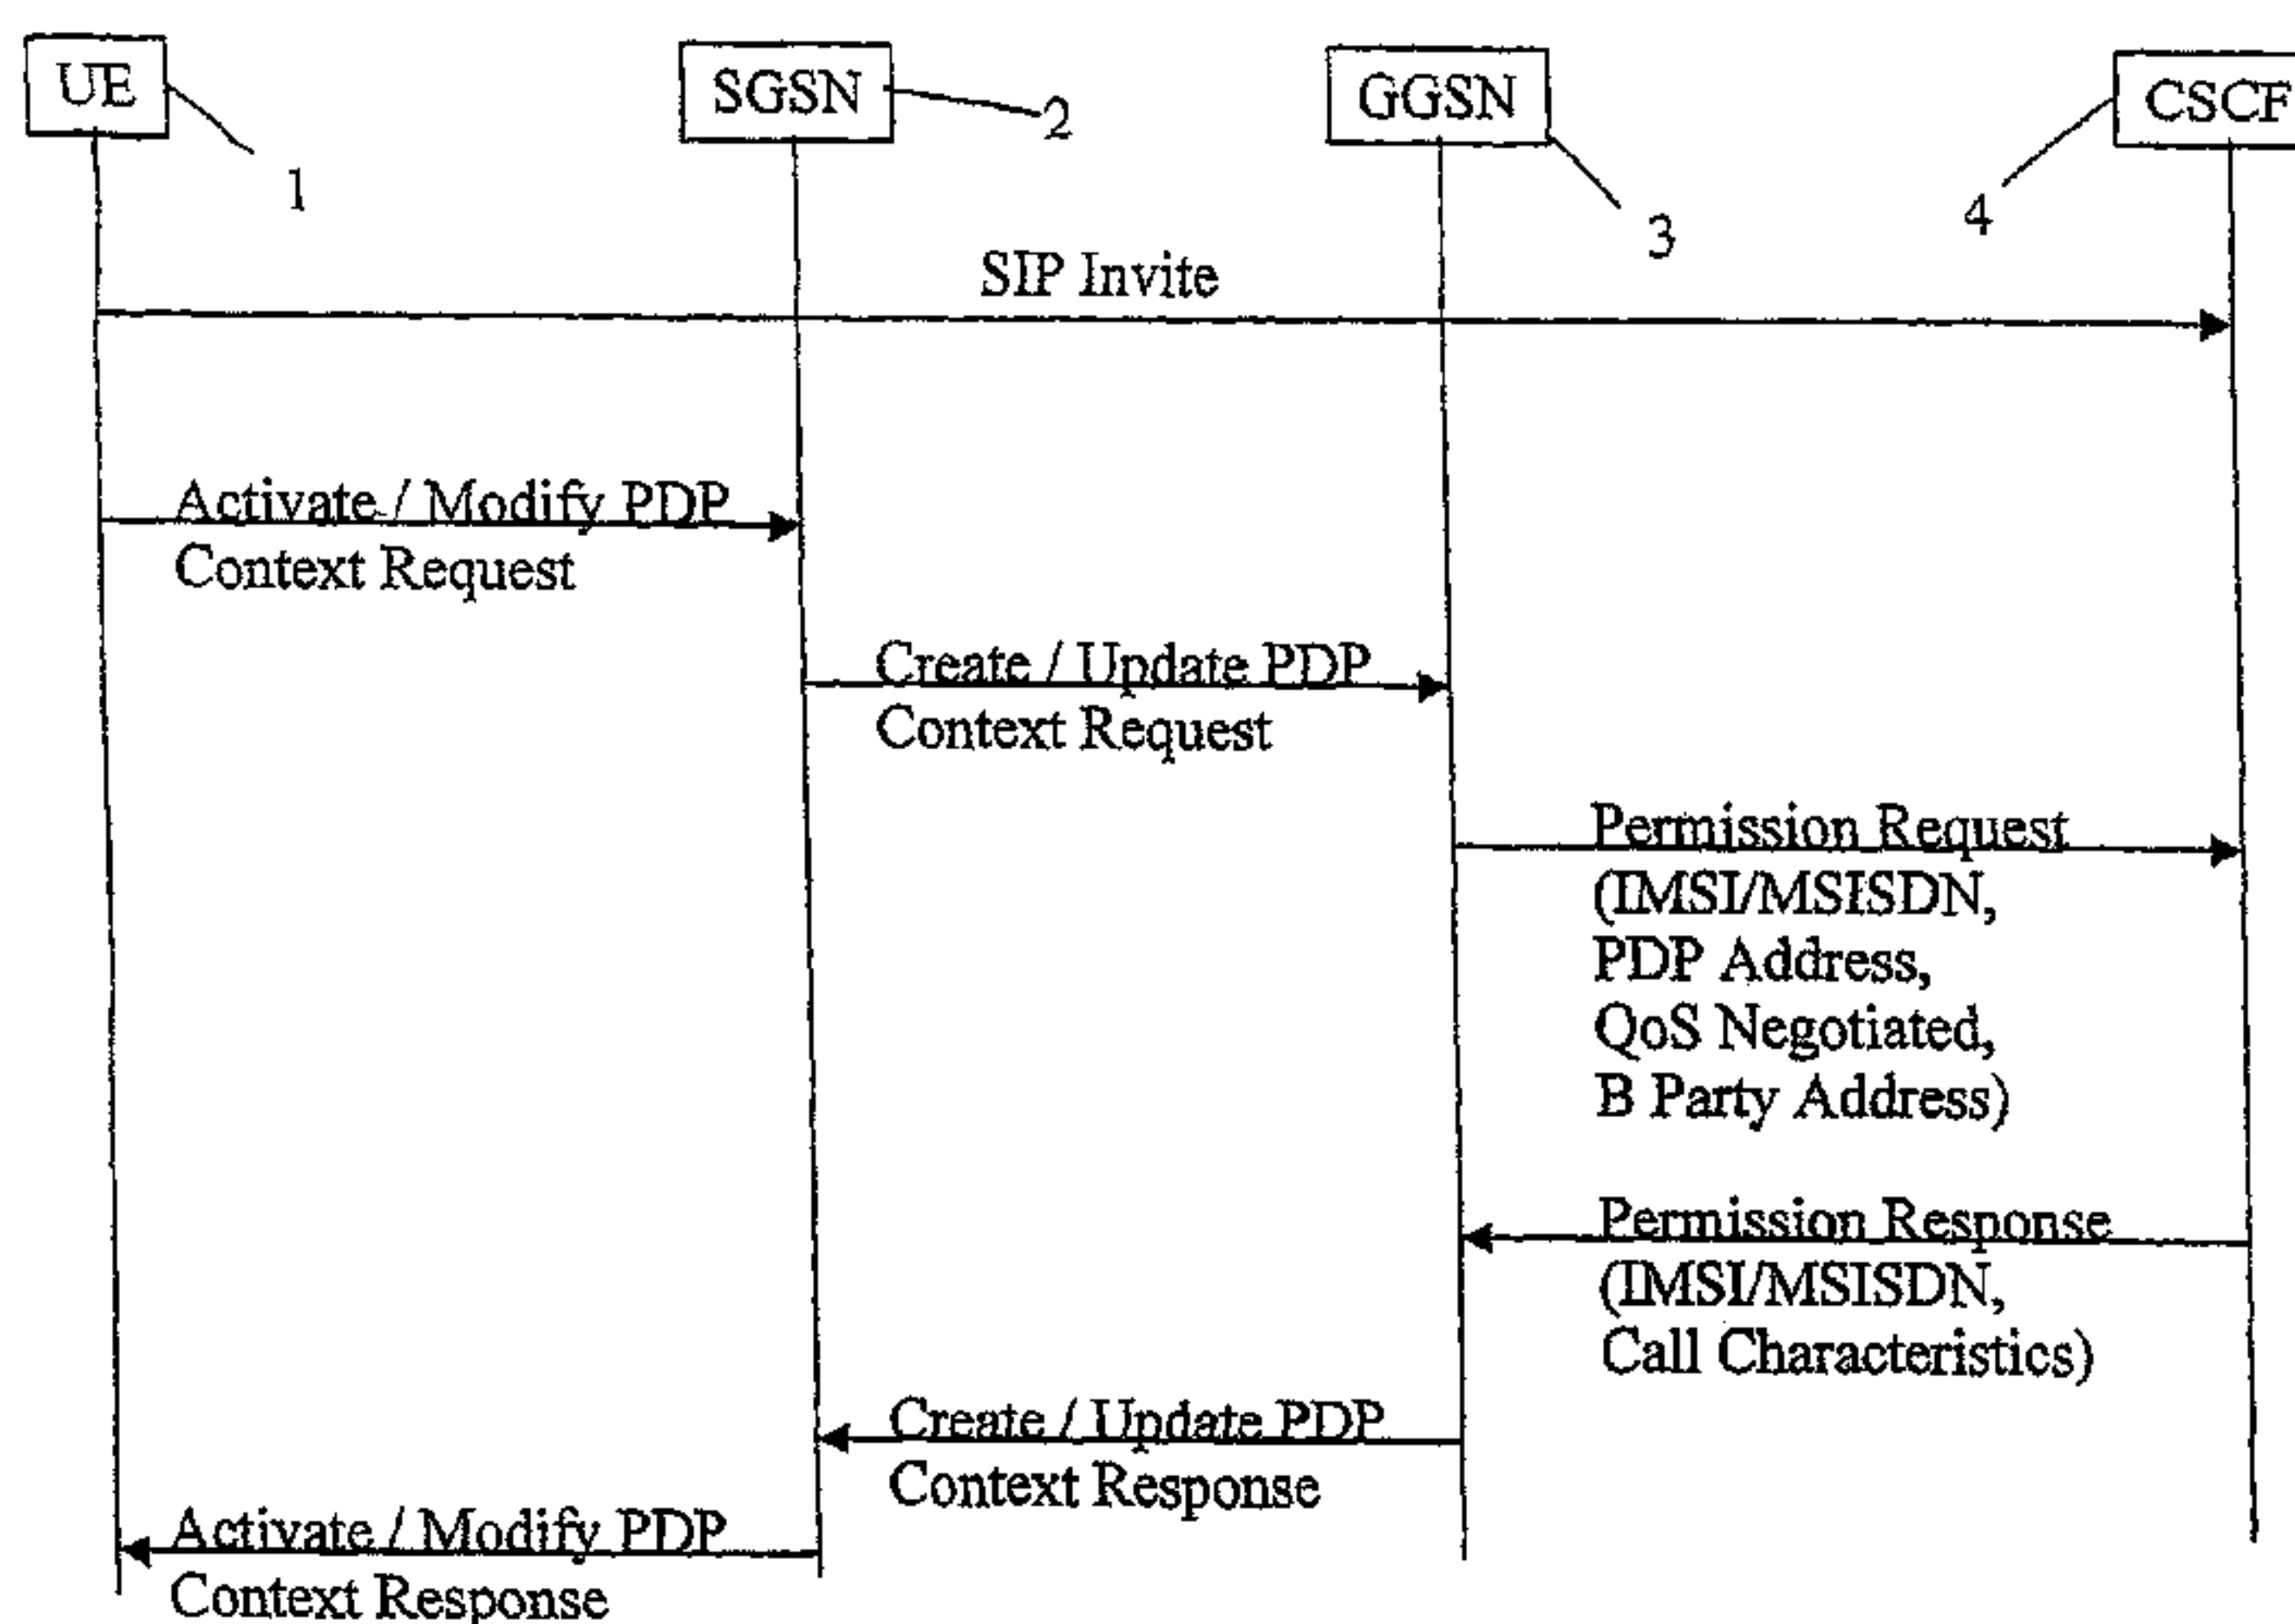 UE
SGSN
GGSN
CSCF
1
2
3
4
SIP Invite
Activate / Modify PDP
Context Request
Create / Update PDP
Context Request
Permission Request
(IMSI/MSISDN,
PDP Address,
QoS Negotiated,
B Party Address)
Permission Response
(IMSI/MSISDN,
Call Characteristics)
Create / Update PDP
Context Response
Activate / Modify PDP
Context Response